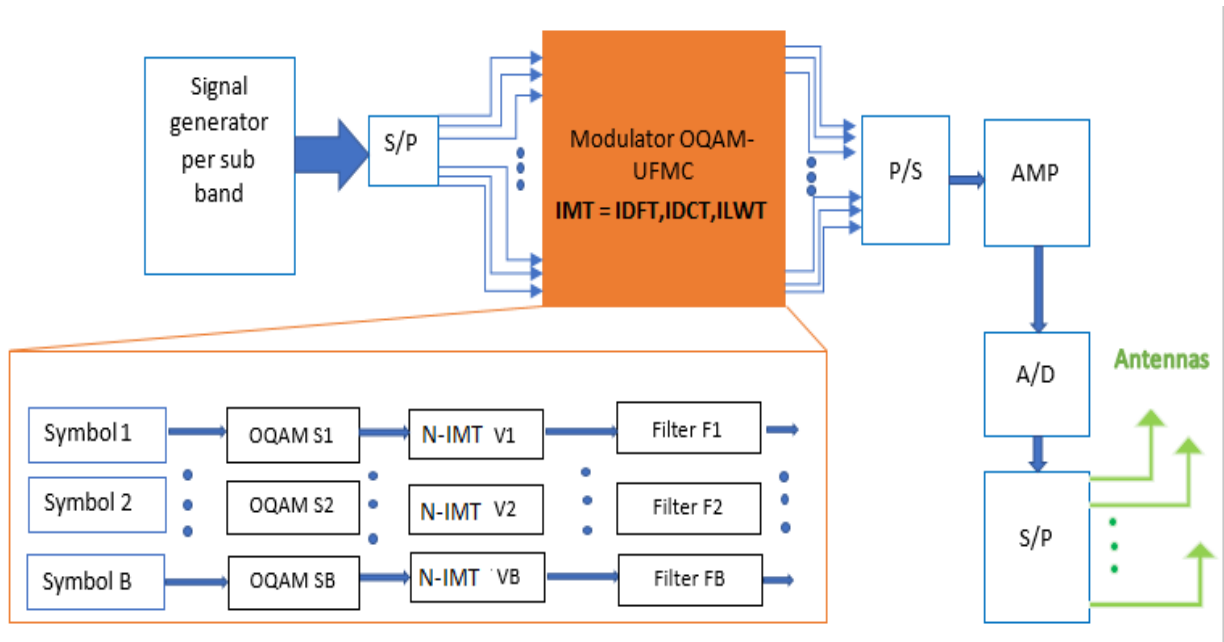 Signal
generator
per sub
band
S/P
Modulator OQAM-
UFMC
IMT = IDFT,IDCT,ILWT
P/S
AMP
A/D
Antennas
S/P
Symbol 1
OQAM S1
N-IMT V1
Filter F1
Symbol 2
OQAM S2
N-IMT V2
Filter F2
Symbol B
OQAM SB
N-IMT VB
Filter FB